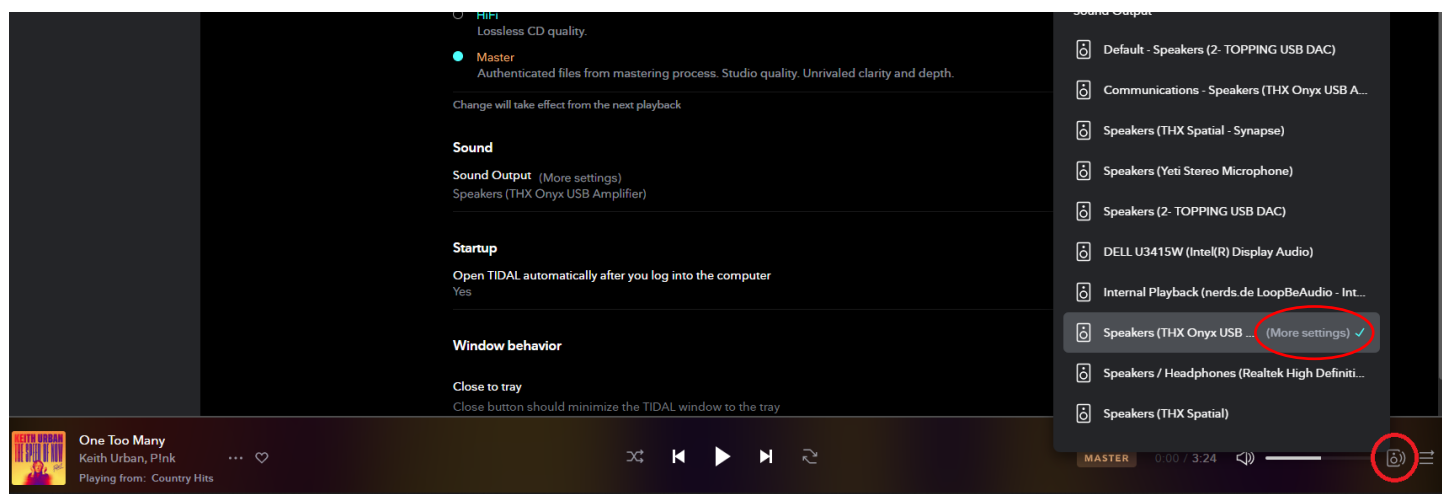 HiFi
Lossless CD quality.
Master
Authenticated files from mastering process. Studio quality. Unrivaled clarity and depth.
Change will take effect from the next playback
Sound
Sound Output (More settings)
Speakers (THX Onyx USB Amplifier)
Startup
Open TIDAL automatically after you log into the computer
Yes
Window behavior
Close to tray
Close button should minimize the TIDAL window to the tray
Sound Output
Default - Speakers (2- TOPPING USB DAC)
Communications - Speakers (THX Onyx USB A...
Speakers (THX Spatial - Synapse)
Speakers (Yeti Stereo Microphone)
Speakers (2- TOPPING USB DAC)
DELL U3415W (Intel(R) Display Audio)
Internal Playback (nerds.de LoopBeAudio - Int...
Speakers (THX Onyx USB ... (More settings)
Speakers / Headphones (Realtek High Definiti...
Speakers (THX Spatial)
KEITH URBAN
THE SPEED OF NOW
One Too Many
Keith Urban, P!nk
Playing from: Country Hits
MASTER 0:00 / 3:24